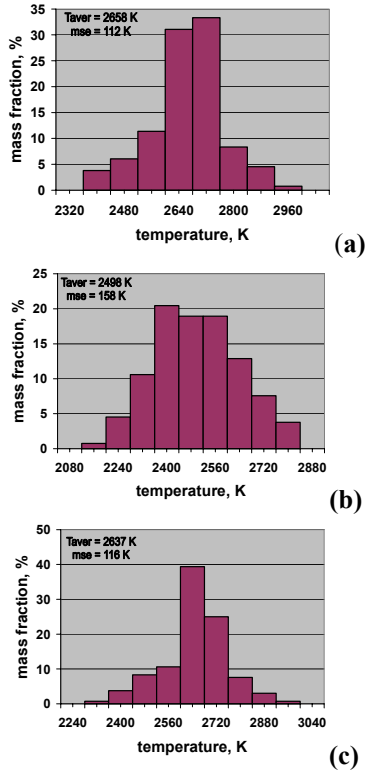 Taver = 2658 K
mse = 112 K
mass fraction, %
35
30
25
20
15
10
5
0
2320 2480 2640 2800 2960
temperature, K
(a)
Taver = 2498 K
mse = 158 K
mass fraction, %
25
20
15
10
5
0
2080 2240 2400 2560 2720 2880
temperature, K
(b)
Taver = 2637 K
mse = 116 K
mass fraction, %
50
40
30
20
10
0
2240 2400 2560 2720 2880 3040
temperature, K
(c)